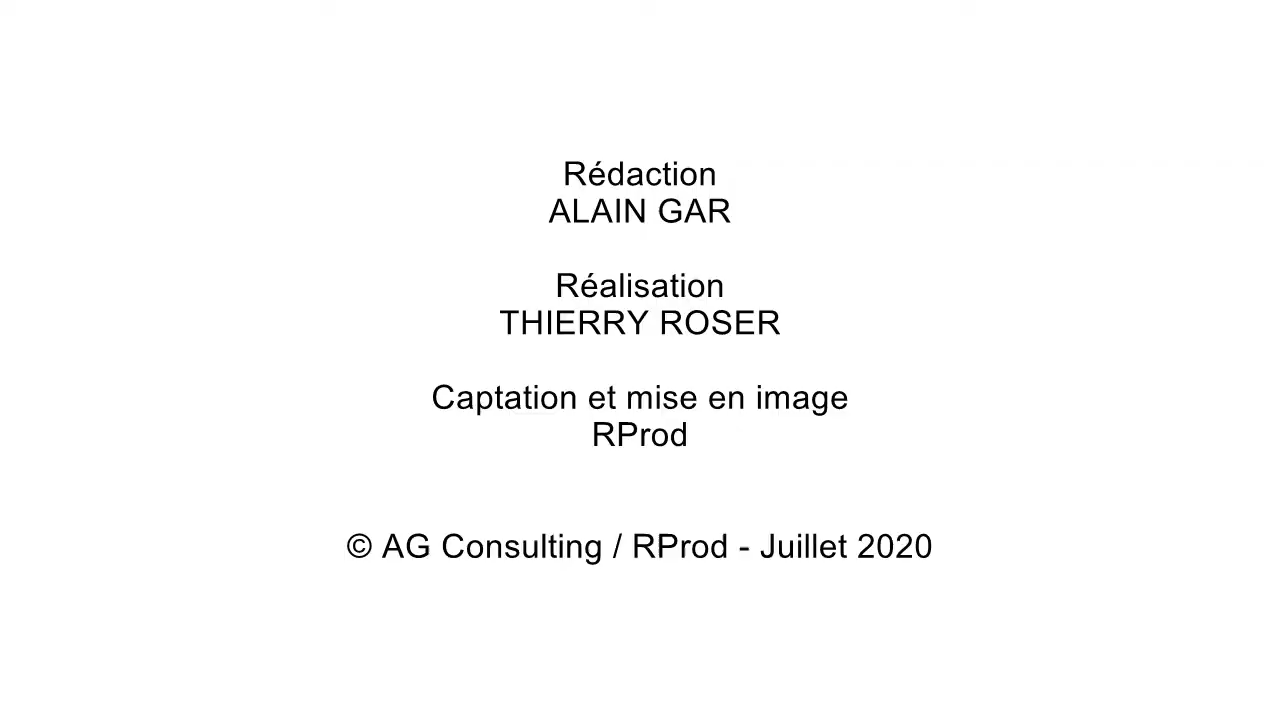 Rédaction
ALAIN GAR
Réalisation
THIERRY ROSER
Captation et mise en image
RProd
© AG Consulting / RProd - Juillet 2020